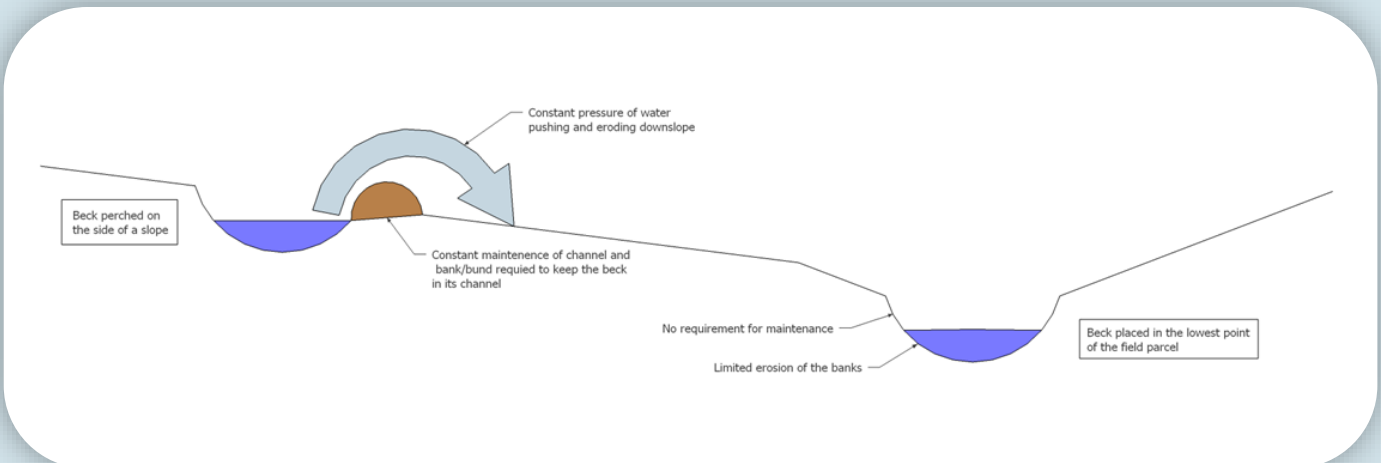 Constant pressure of water
pushing and eroding downslope
Beck perched on
the side of a slope
Constant maintenence of channel and
bank/bund requied to keep the beck
in its channel
No requirement for maintenance
Limited erosion of the banks
Beck placed in the lowest point
of the field parcel